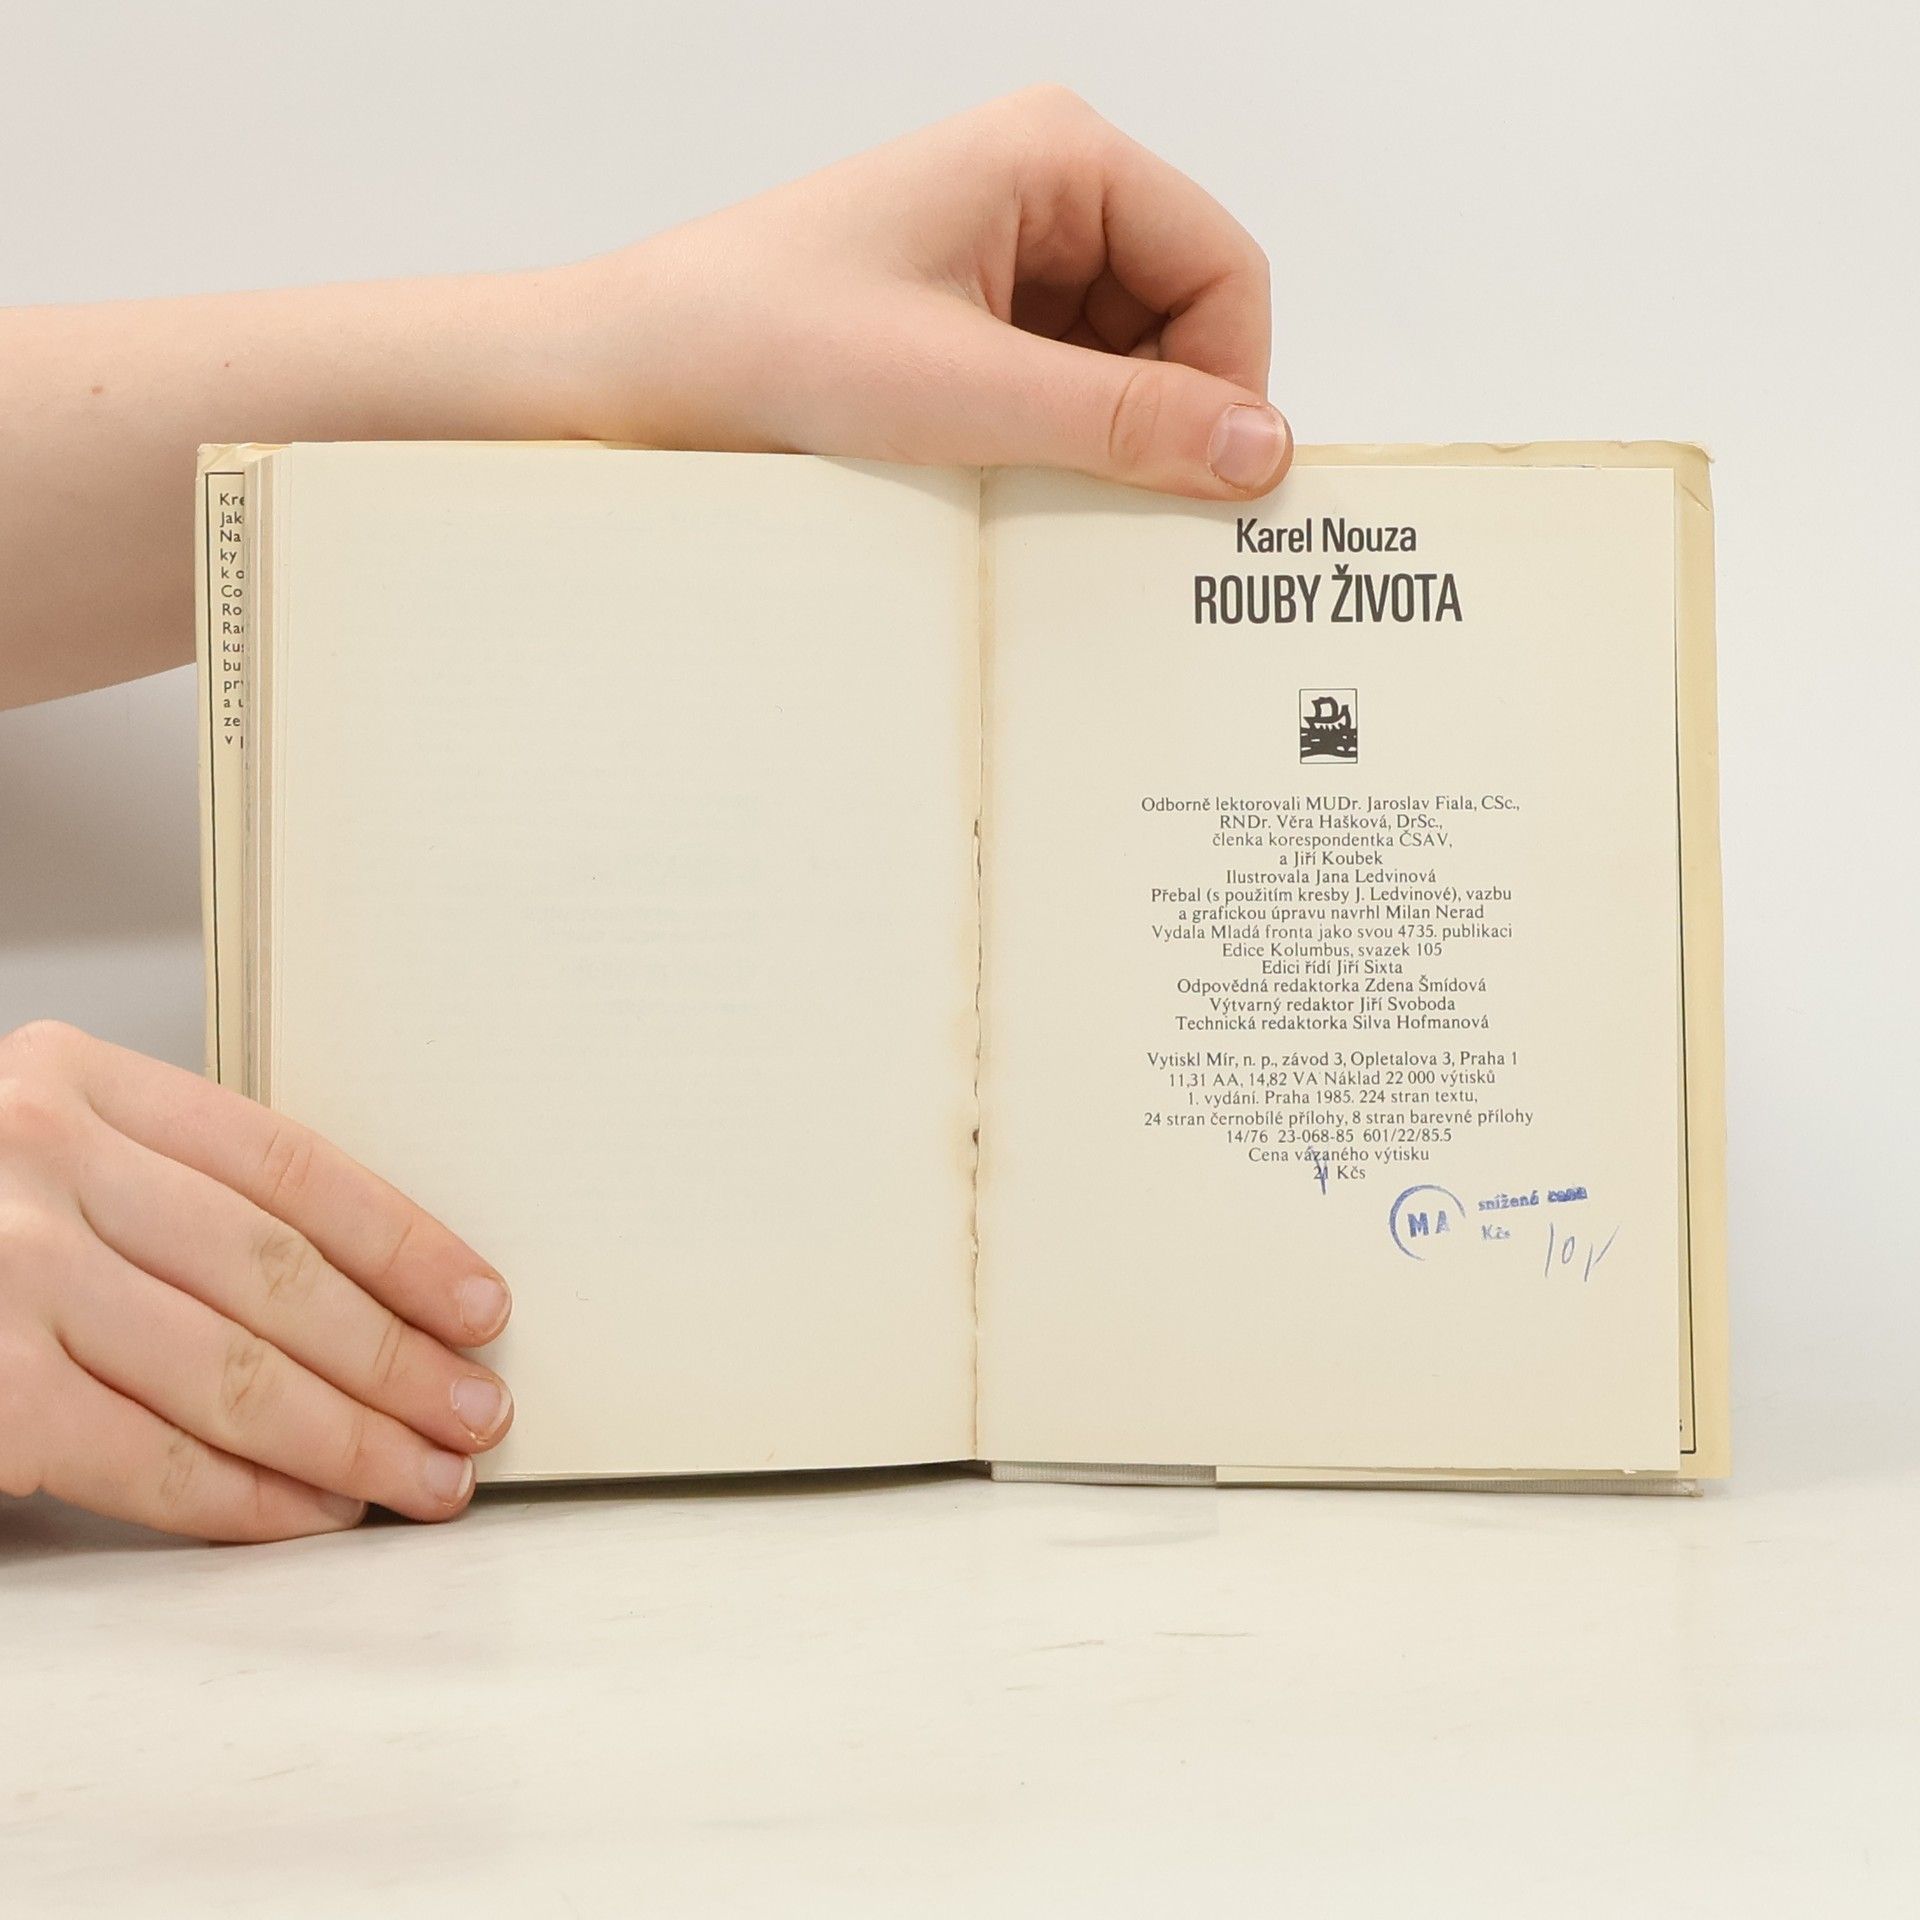 Karel Nouza
ROUBY ŽIVOTA
Odborně lektorovali MUDr. Jaroslav Fiala, CSc.,
RNDr. Věra Hašková, DrSc.,
členka korespondentka ČSAV,
a Jiří Koubek
Ilustrovala Jana Ledvinová
Přebal (s použitím kresby J. Ledvinové), vazbu
a grafickou úpravu navrhl Milan Nerad
Vydala Mladá fronta jako svou 4735. publikaci
Edice Kolumbus, svazek 105
Edici řídí Jiří Sixta
Odpovědná redaktorka Zdena Šmídová
Výtvarný redaktor Jiří Svoboda
Technická redaktorka Silva Hofmanová
Vytiskl Mír, n. p., závod 3, Opletalova 3, Praha 1
11,31 AA, 14,82 VA Náklad 22 000 výtisků
1. vydání. Praha 1985. 224 stran textu,
24 stran černobílé přílohy, 8 stran barevné přílohy
14/76 23-068-85 601/22/85.5
Cena vázaného výtisku
21 Kčs
MA snížená cena
Kčs 10